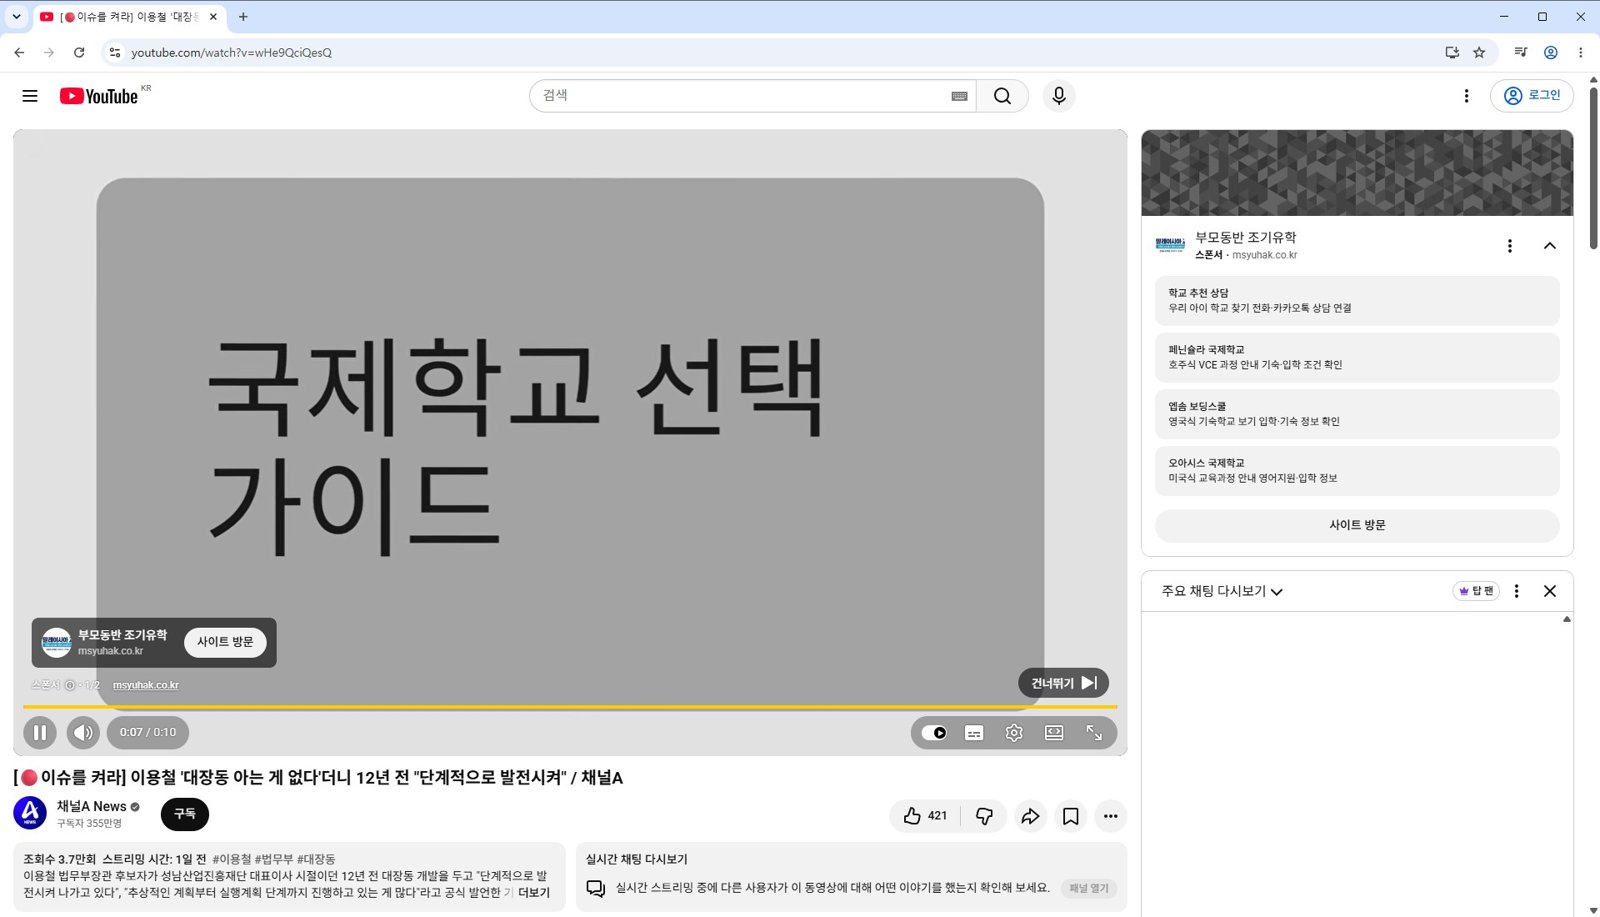 [🔴이슈를 켜라] 이용철 '대장동
youtube.com/watch?v=wHe9QciQesQ
YouTube KR
검색
로그인
국제학교 선택
가이드
부모동반 조기유학
msyuhak.co.kr
사이트 방문
스폰서 · 1/2 msyuhak.co.kr
건너뛰기
0:07 / 0:10
[🔴이슈를 켜라] 이용철 '대장동 아는 게 없다'더니 12년 전 "단계적으로 발전시켜" / 채널A
채널A News
구독자 355만명
구독
421
조회수 3.7만회 스트리밍 시간: 1일 전 #이용철 #법무부 #대장동
이용철 법무부장관 후보자가 성남산업진흥재단 대표이사 시절이던 12년 전 대장동 개발을 두고 "단계적으로 발
전시켜 나가고 있다", "추상적인 계획부터 실행계획 단계까지 진행하고 있는 게 많다"라고 공식 발언한 기 더보기
실시간 채팅 다시보기
실시간 스트리밍 중에 다른 사용자가 이 동영상에 대해 어떤 이야기를 했는지 확인해 보세요.
패널 열기
부모동반 조기유학
스폰서 · msyuhak.co.kr
학교 추천 상담
우리 아이 학교 찾기 전화·카카오톡 상담 연결
페닌슐라 국제학교
호주식 VCE 과정 안내 기숙·입학 조건 확인
엡솜 보딩스쿨
영국식 기숙학교 보기 입학·기숙 정보 확인
오아시스 국제학교
미국식 교육과정 안내 영어지원·입학 정보
사이트 방문
주요 채팅 다시보기
탑 팬